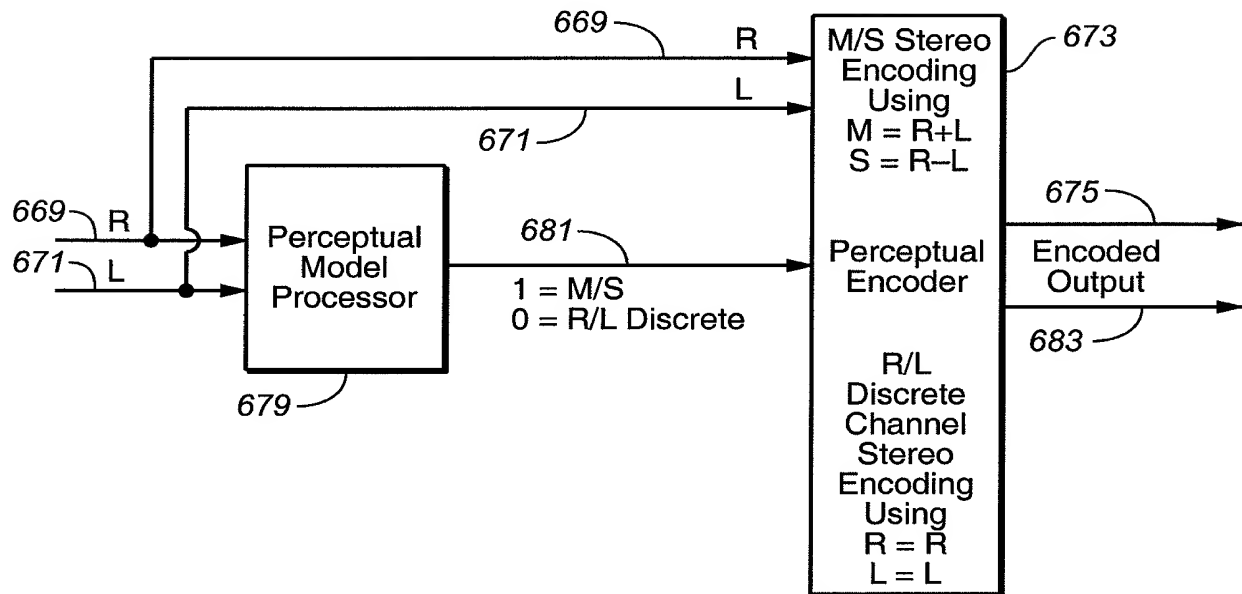 669
R
M/S Stereo
Encoding
Using
M = R+L
S = R–L
673
L
671
669
R
671
L
Perceptual
Model
Processor
679
681
1 = M/S
0 = R/L Discrete
Perceptual
Encoder
675
Encoded
Output
683
R/L
Discrete
Channel
Stereo
Encoding
Using
R = R
L = L